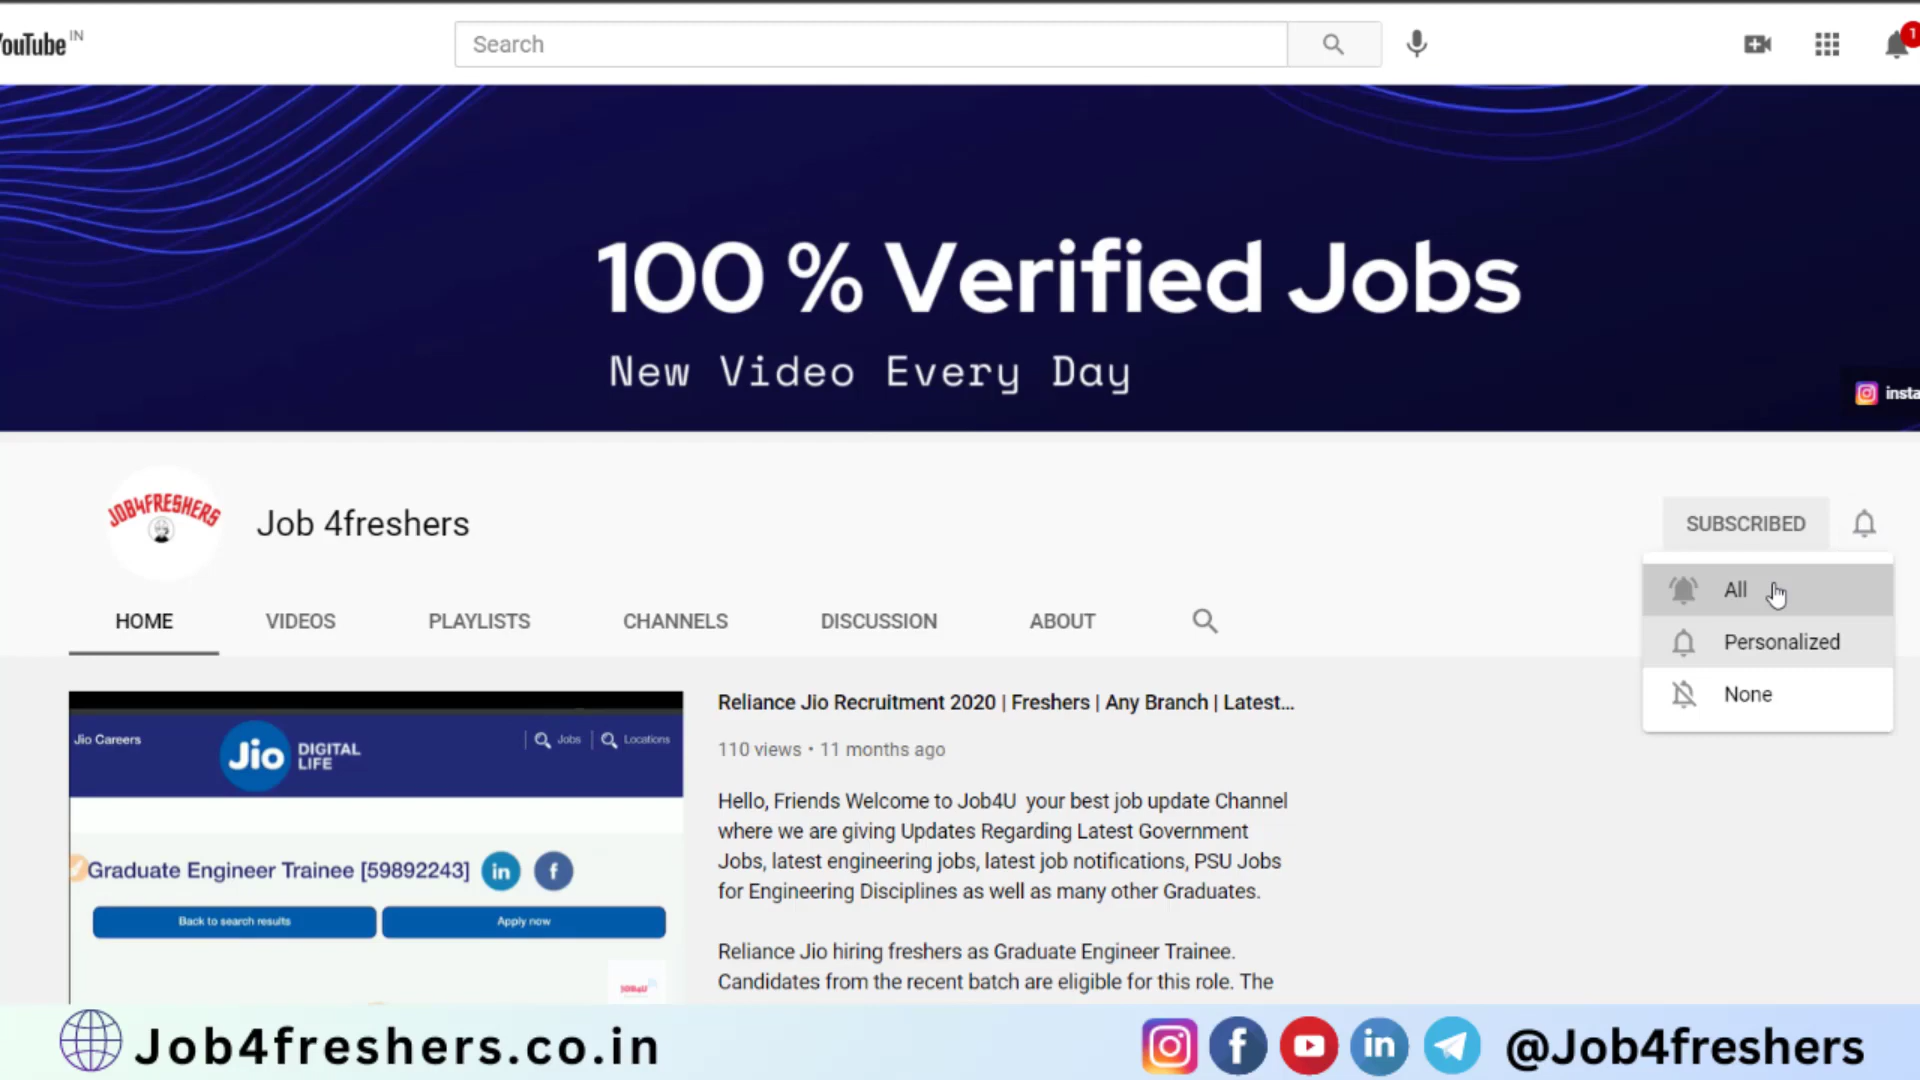 YouTube IN
Search
1
100 % Verified Jobs
New Video Every Day
insta
JOB4FRESHERS
Job 4freshers
SUBSCRIBED
All
Personalized
None
HOME VIDEOS PLAYLISTS CHANNELS DISCUSSION ABOUT
Jio Careers
Jio DIGITAL LIFE
Jobs
Locations
Graduate Engineer Trainee [59892243]
in f
Back to search results
Apply now
JOB4U
Reliance Jio Recruitment 2020 | Freshers | Any Branch | Latest...
110 views • 11 months ago
Hello, Friends Welcome to Job4U your best job update Channel
where we are giving Updates Regarding Latest Government
Jobs, latest engineering jobs, latest job notifications, PSU Jobs
for Engineering Disciplines as well as many other Graduates.
Reliance Jio hiring freshers as Graduate Engineer Trainee.
Candidates from the recent batch are eligible for this role. The
Job4freshers.co.in
f in
@Job4freshers